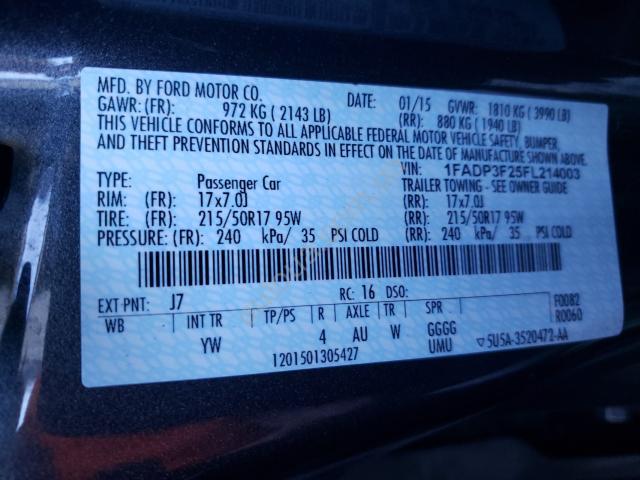 MFD. BY FORD MOTOR CO.
DATE: 01/15 GVWR: 1810 KG ( 3990 LB)
GAWR: (FR): 972 KG ( 2143 LB) (RR): 880 KG ( 1940 LB)
THIS VEHICLE CONFORMS TO ALL APPLICABLE FEDERAL MOTOR VEHICLE SAFETY, BUMPER,
AND THEFT PREVENTION STANDARDS IN EFFECT ON THE DATE OF MANUFACTURE SHOWN ABOVE.
VIN: 1FADP3F25FL214003
TYPE: Passenger Car TRAILER TOWING - SEE OWNER GUIDE
RIM: (FR): 17x7.0J (RR): 17x7.0J
TIRE: (FR): 215/50R17 95W (RR): 215/50R17 95W
PRESSURE: (FR): 240 kPa/ 35 PSI COLD (RR): 240 kPa/ 35 PSI COLD
EXT PNT: J7 RC: 16 DSO:
WB INT TR TP/PS R AXLE TR SPR
YW 4 AU W GGGG UMU
F0082
R0060
1201501305427
▽5U5A-3520472-AA